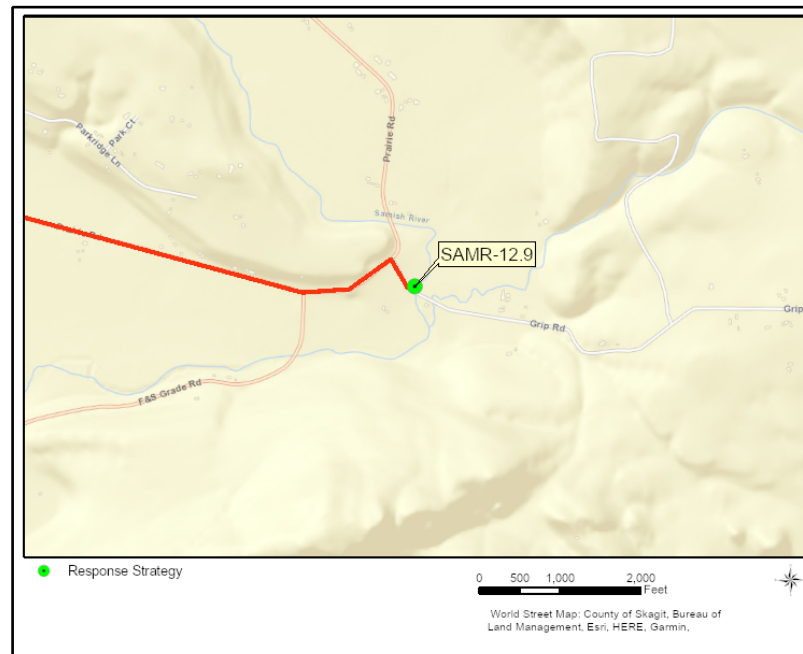 Park Ct
Parkridge Ln
Prairie Rd
Samish River
SAMR-12.9
Grip Rd
Grip
F&S Grade Rd
Response Strategy
0 500 1,000 2,000
Feet
World Street Map: County of Skagit, Bureau of
Land Management, Esri, HERE, Garmin,